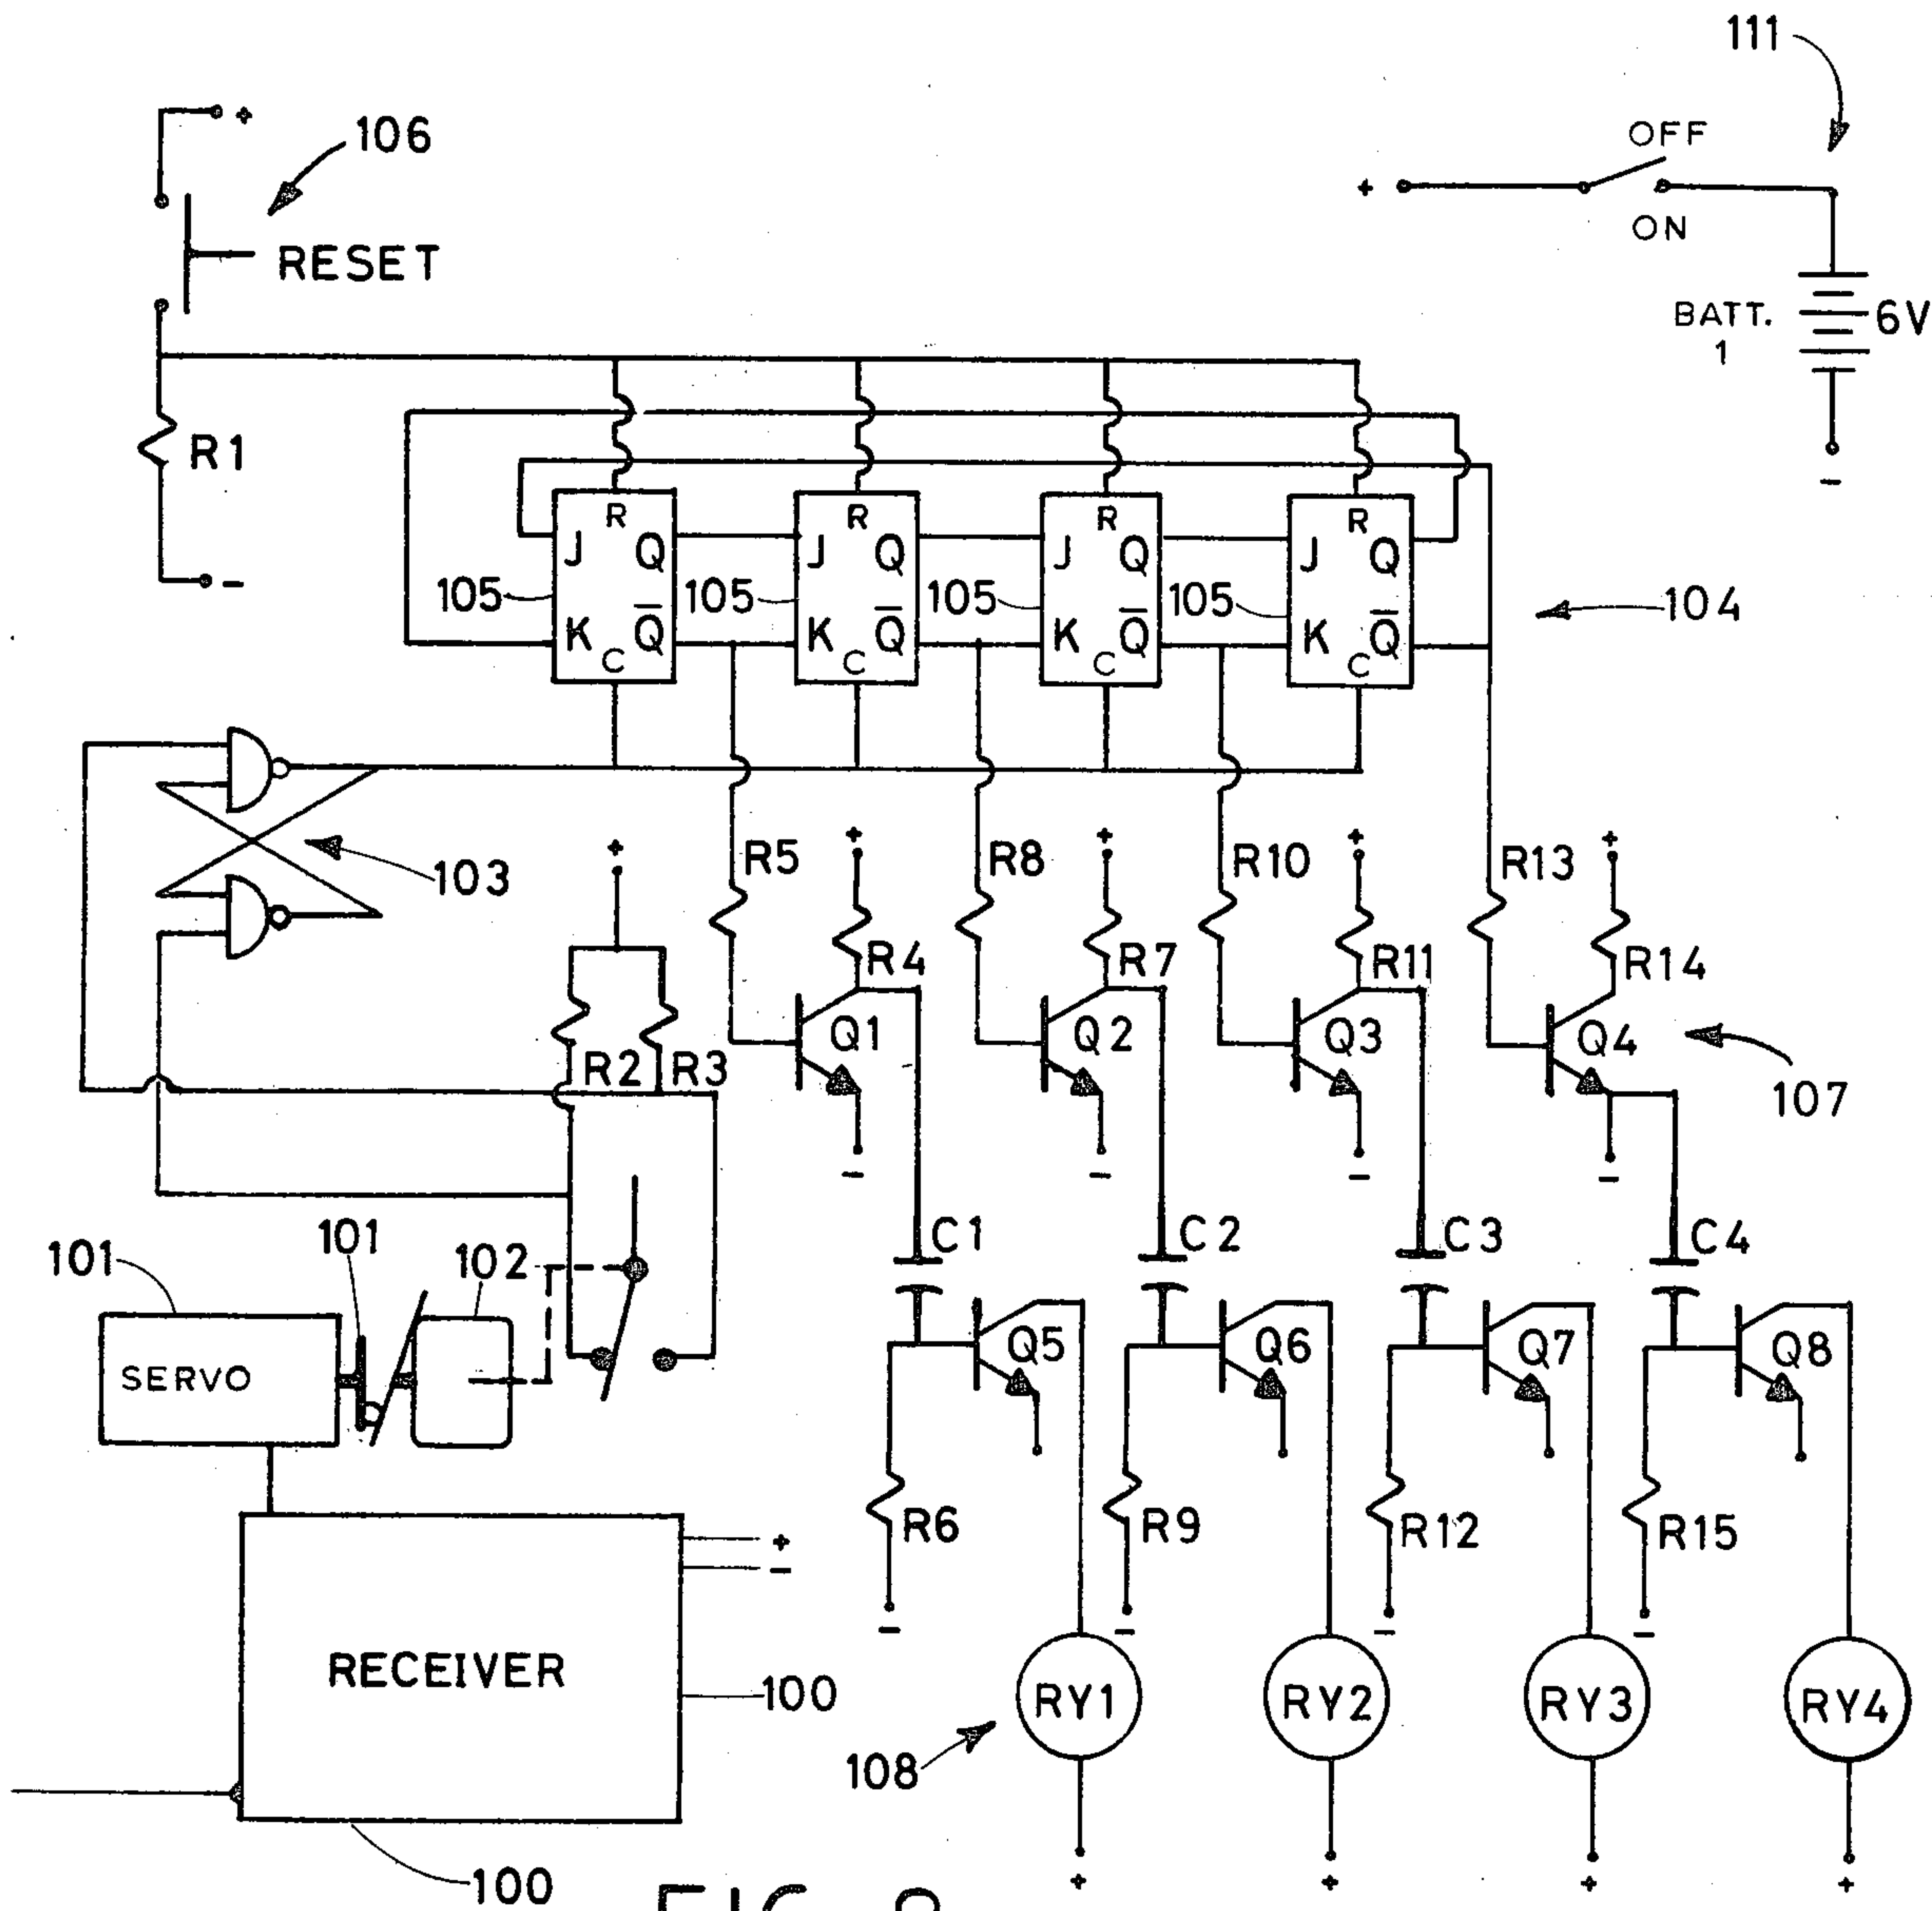 111
+
106
OFF
+
ON
RESET
BATT.
1
6V
-
R1
-
R R R R
J Q J Q J Q J Q
105 105 105 105
104
K Q̅ K Q̅ K Q̅ K Q̅
C C C C
103
+ + + + +
R5 R8 R10 R13
R4 R7 R11 R14
R2 R3
Q1 Q2 Q3 Q4
107
- - - -
C1 C2 C3 C4
101 101 102
SERVO
Q5 Q6 Q7 Q8
R6 R9 R12 R15
+
-
- - - -
RECEIVER
100
RY1 RY2 RY3 RY4
108
100
+ + + +